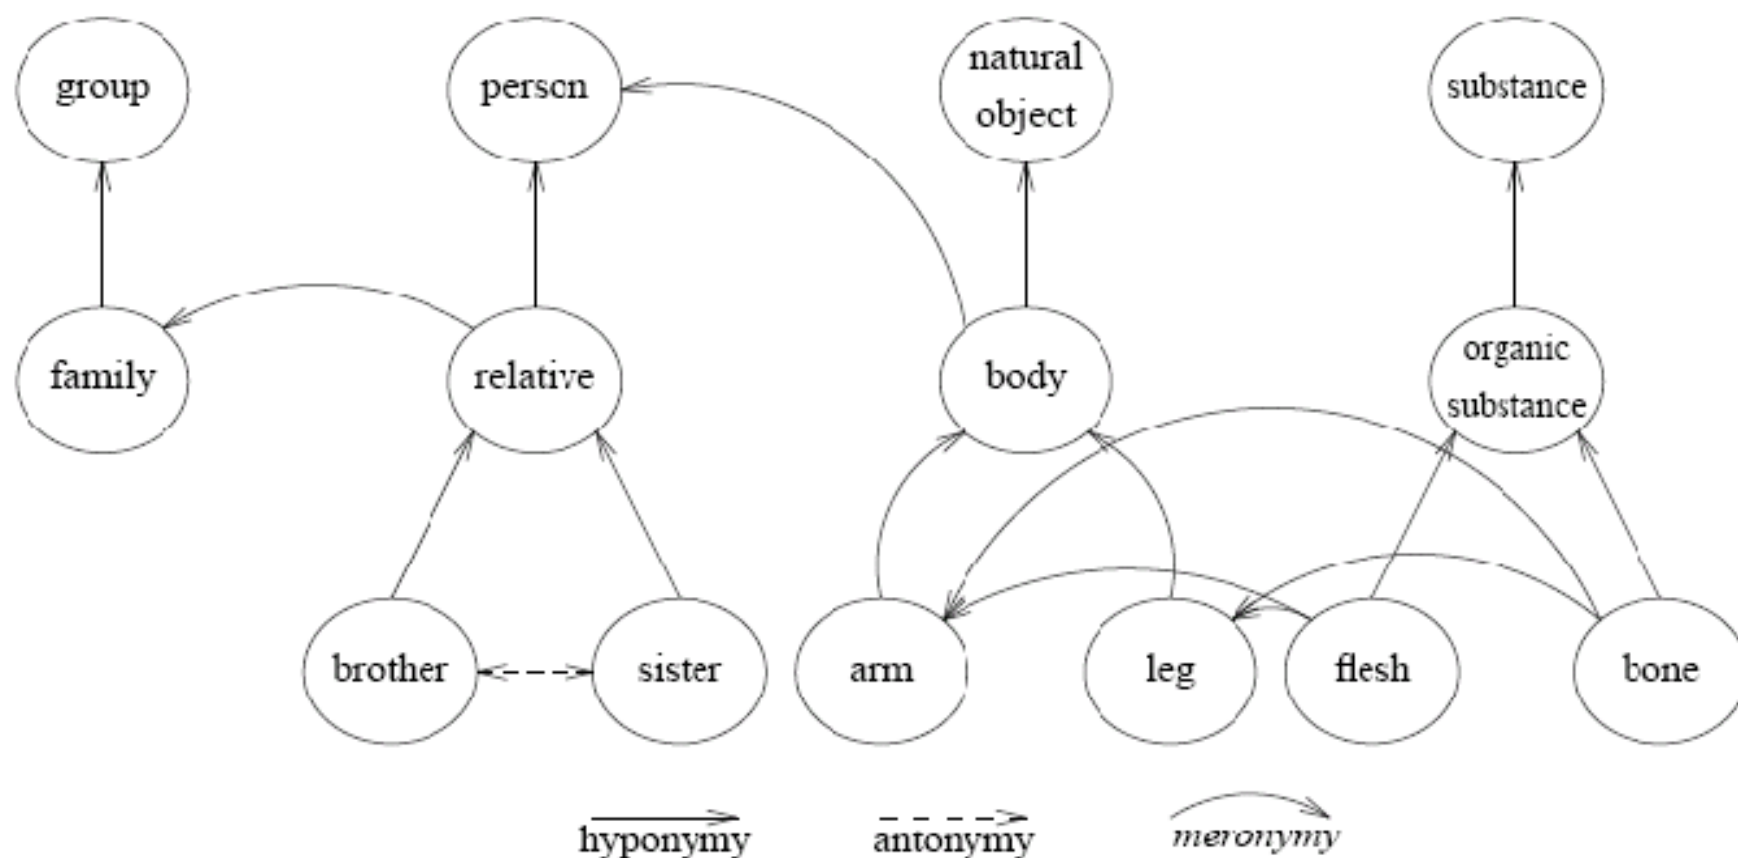 group
person
natural
object
substance
family
relative
body
organic
substance
brother
sister
arm
leg
flesh
bone
hyponymy
antonymy
meronymy